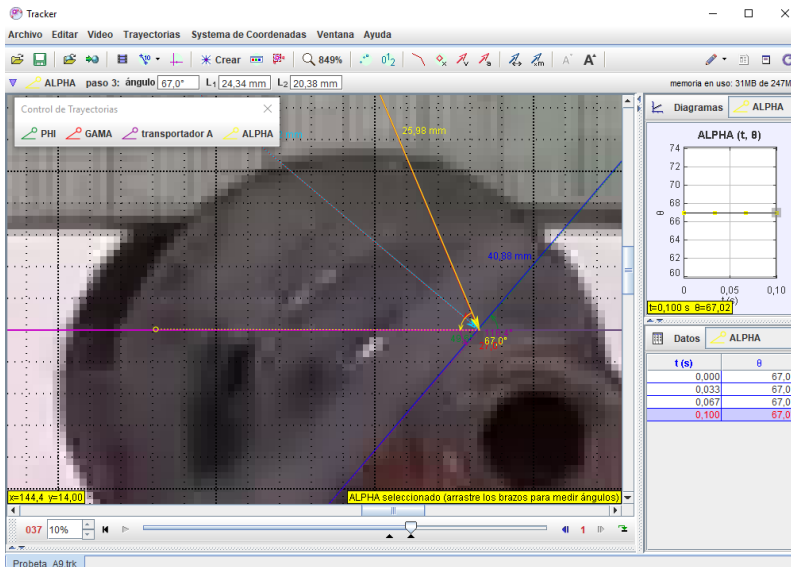 Tracker
Archivo Editar Video Trayectorias Systema de Coordenadas Ventana Ayuda
Crear 849%
ALPHA paso 3: ángulo 67,0° L1 24,34 mm L2 20,38 mm memoria en uso: 31MB de 247M
Control de Trayectorias
PHI GAMA transportador A ALPHA
25,98 mm
mm
40,98 mm
67,0°
x=144,4 y=14,00
ALPHA seleccionado (arrastre los brazos para medir ángulos)
037 10% 1
Probeta_A9.trk
Diagramas ALPHA
ALPHA (t, θ)
74
72
70
68
66
64
62
60
θ
0 0,05 0,10
t=0,100 s θ=67,02
Datos ALPHA
t (s) θ
0,000 67,0
0,033 67,0
0,067 67,0
0,100 67,0